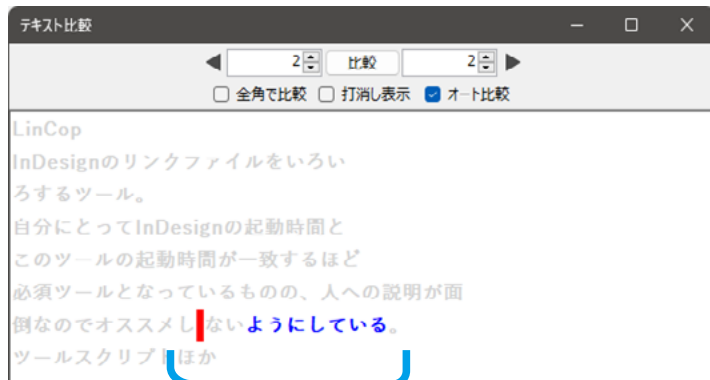 テキスト比較
2 比較 2
全角で比較 打消し表示 オート比較
LinCop
InDesignのリンクファイルをいろい
ろするツール。
自分にとってInDesignの起動時間と
このツールの起動時間が一致するほど
必須ツールとなっているものの、人への説明が面
倒なのでオススメしないようにしている。
ツールスクリプトほか